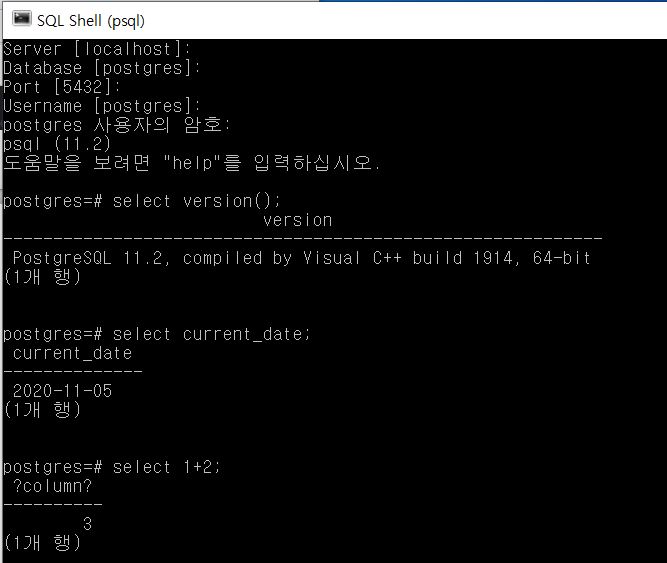 SQL Shell (psql)
Server [localhost]:
Database [postgres]:
Port [5432]:
Username [postgres]:
postgres 사용자의 암호:
psql (11.2)
도움말을 보려면 "help"를 입력하십시오.
postgres=# select version();
version
------------------------------------------------------------
PostgreSQL 11.2, compiled by Visual C++ build 1914, 64-bit
(1개 행)
postgres=# select current_date;
current_date
--------------
2020-11-05
(1개 행)
postgres=# select 1+2;
?column?
----------
3
(1개 행)